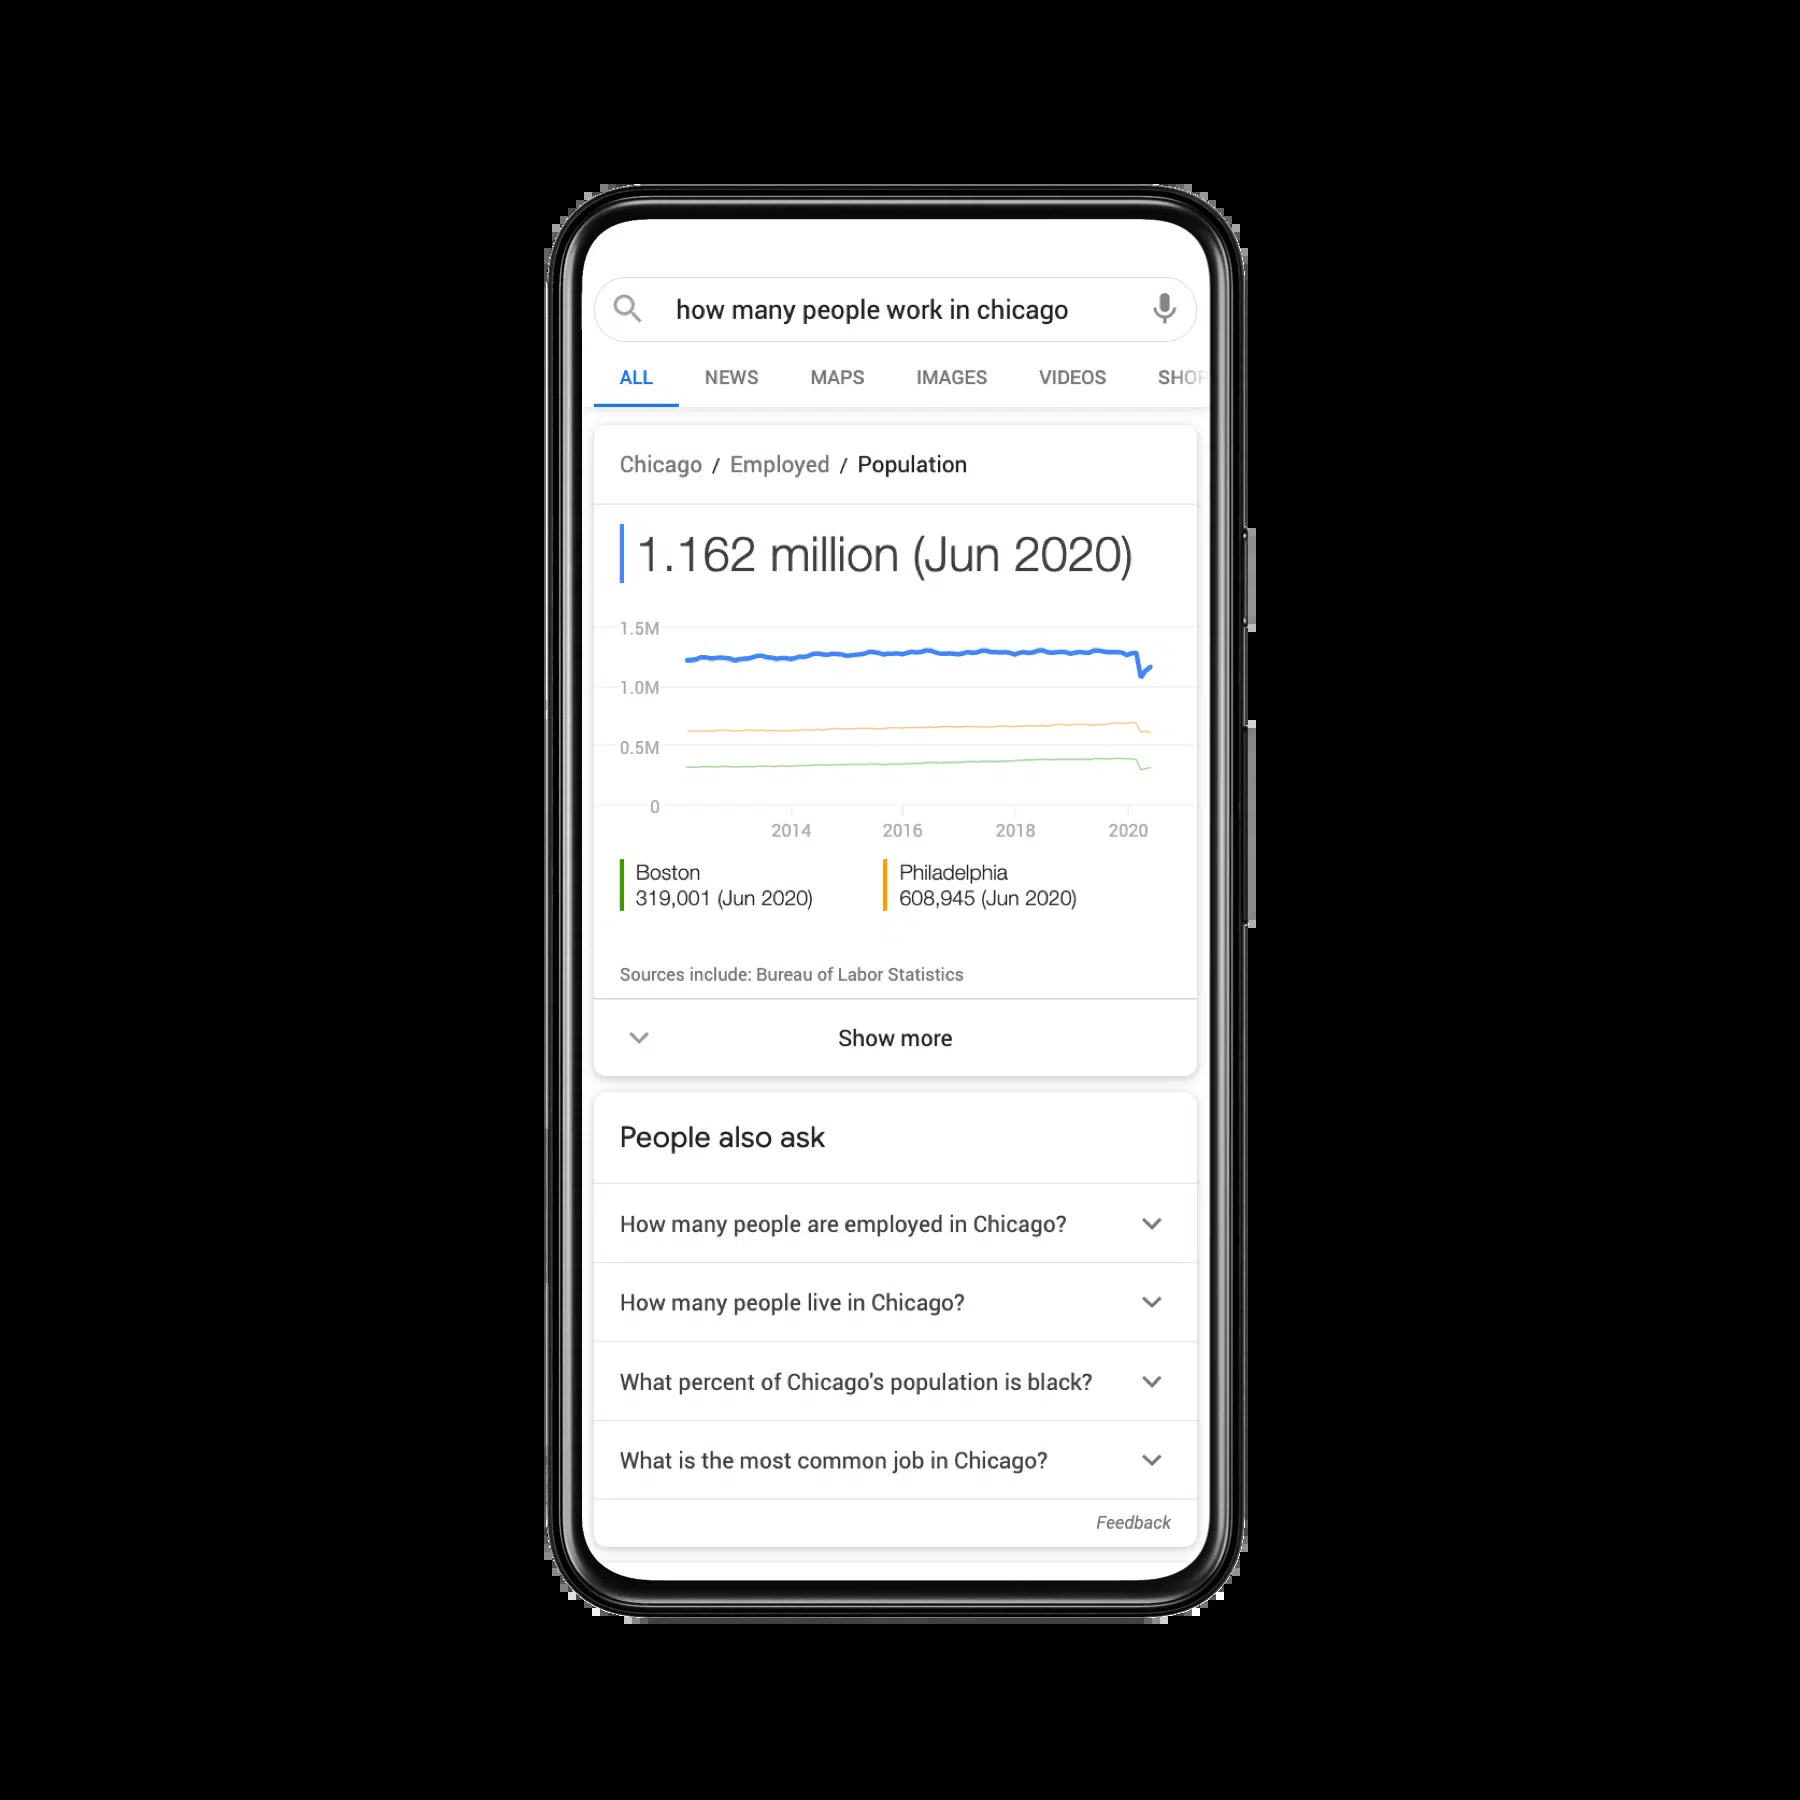 how many people work in chicago
ALL NEWS MAPS IMAGES VIDEOS SHOP
Chicago / Employed / Population
1.162 million (Jun 2020)
1.5M
1.0M
0.5M
0
2014 2016 2018 2020
Boston
319,001 (Jun 2020)
Philadelphia
608,945 (Jun 2020)
Sources include: Bureau of Labor Statistics
Show more
People also ask
How many people are employed in Chicago?
How many people live in Chicago?
What percent of Chicago's population is black?
What is the most common job in Chicago?
Feedback